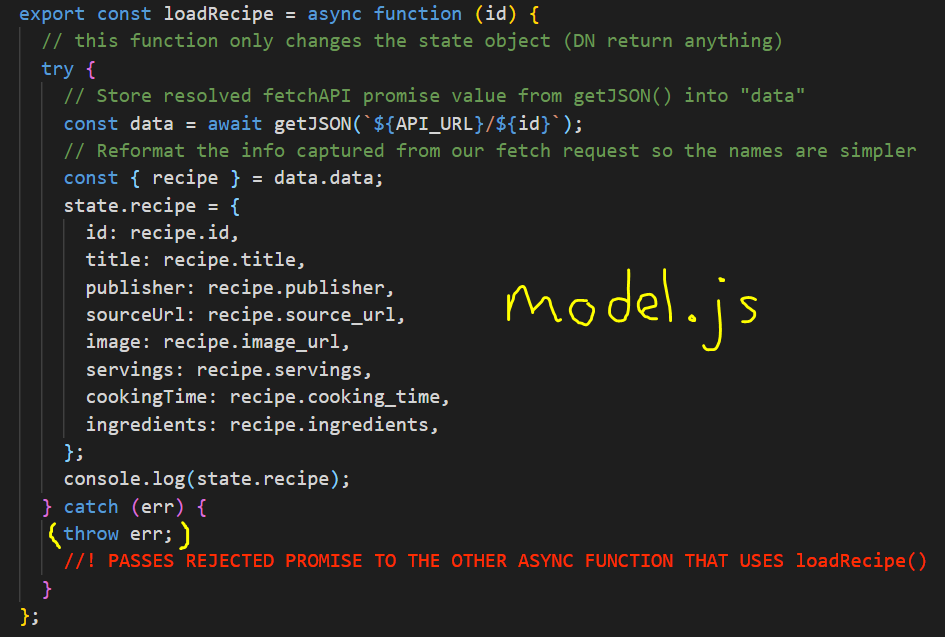 export const loadRecipe = async function (id) {
// this function only changes the state object (DN return anything)
try {
// Store resolved fetchAPI promise value from getJSON() into "data"
const data = await getJSON(`${API_URL}/${id}`);
// Reformat the info captured from our fetch request so the names are simpler
const { recipe } = data.data;
state.recipe = {
id: recipe.id,
title: recipe.title,
publisher: recipe.publisher,
sourceUrl: recipe.source_url,
model.js
image: recipe.image_url,
servings: recipe.servings,
cookingTime: recipe.cooking_time,
ingredients: recipe.ingredients,
};
console.log(state.recipe);
} catch (err) {
(throw err;)
//! PASSES REJECTED PROMISE TO THE OTHER ASYNC FUNCTION THAT USES loadRecipe()
}
};